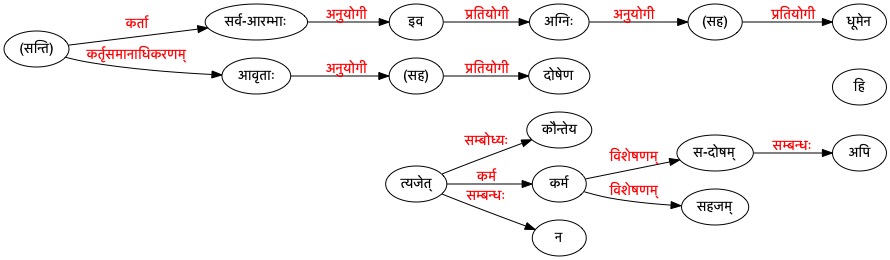 (सन्ति) कर्ता सर्व-आरम्भाः अनुयोगी इव प्रतियोगी अग्निः अनुयोगी (सह) प्रतियोगी धूमेन
कर्तृसमानाधिकरणम् आवृताः अनुयोगी (सह) प्रतियोगी दोषेण
हि
त्यजेत् सम्बोध्यः कौन्तेय
कर्म कर्म विशेषणम् स-दोषम् सम्बन्धः अपि
विशेषणम् सहजम्
सम्बन्धः न